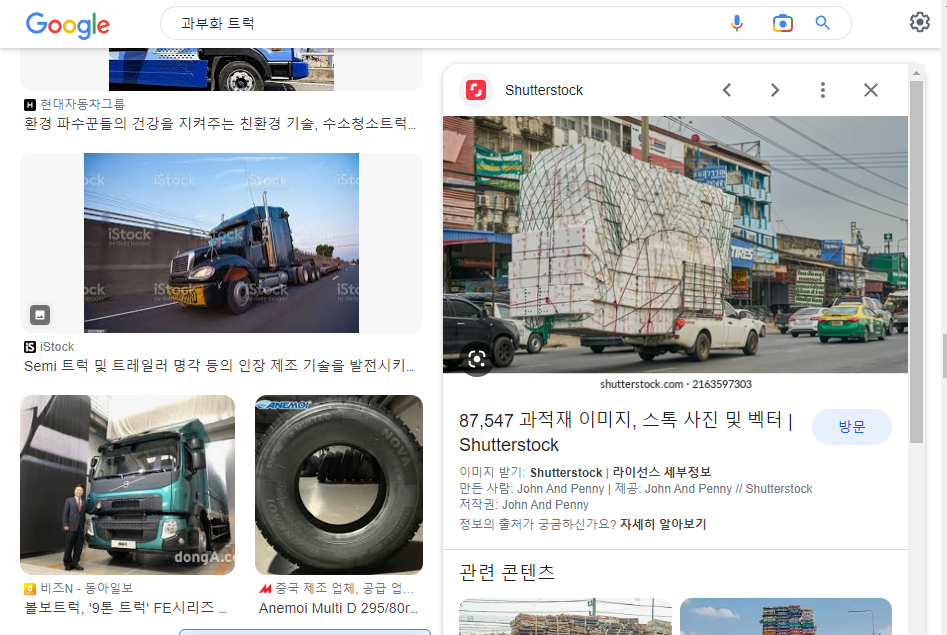 Google
과부화 트럭
현대자동차그룹
환경 파수꾼들의 건강을 지켜주는 친환경 기술, 수소청소트럭...
iStock
iStock
iStock
iStock
Semi 트럭 및 트레일러 명각 등의 인장 제조 기술을 발전시키...
dongA.c
비즈N - 동아일보
볼보트럭, '9톤 트럭' FE시리즈 ...
ANEMOI
NOVA
중국 제조 업체, 공급 업...
Anemoi Multi D 295/80r...
Shutterstock
TIRES
shutterstock.com · 2163597303
87,547 과적재 이미지, 스톡 사진 및 벡터 |
Shutterstock
방문
이미지 받기: Shutterstock | 라이선스 세부정보
만든 사람: John And Penny | 제공: John And Penny // Shutterstock
저작권: John And Penny
정보의 출처가 궁금하신가요? 자세히 알아보기
관련 콘텐츠